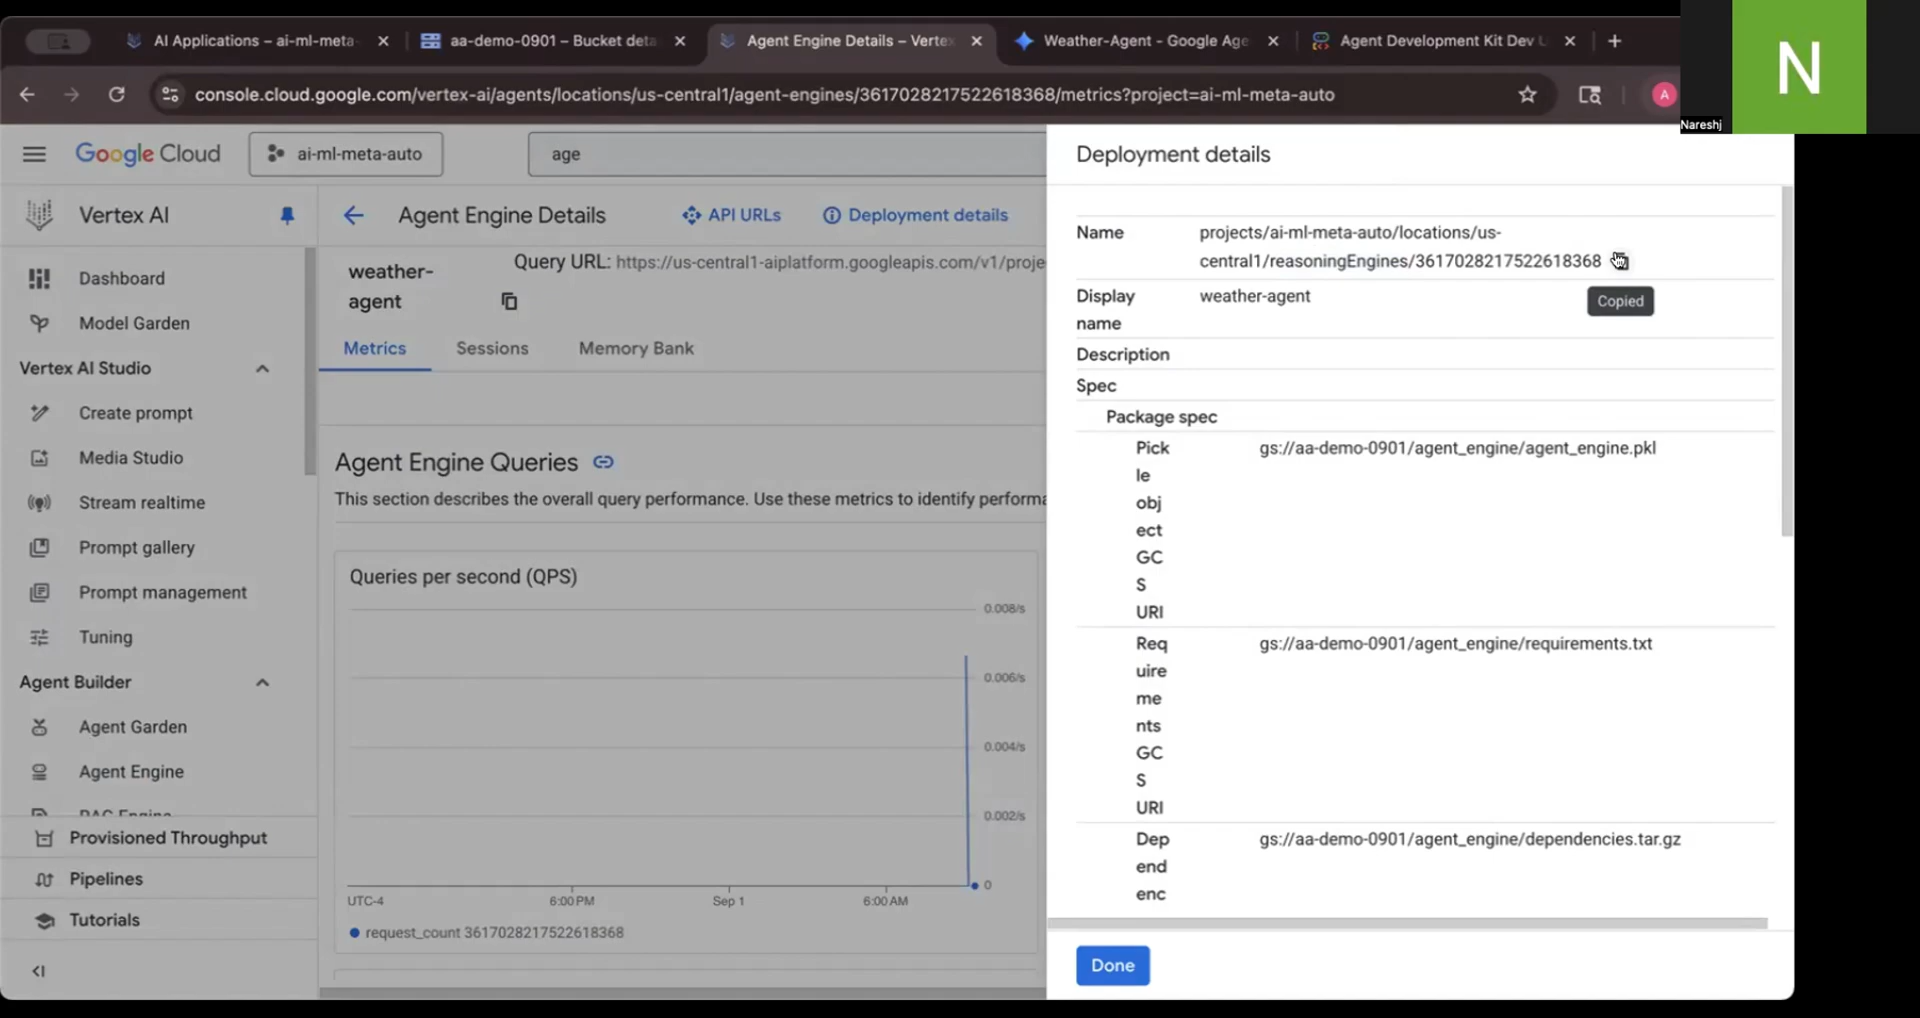 AI Applications – ai-ml-meta-
aa-demo-0901 – Bucket deta
Agent Engine Details – Vertex
Weather-Agent - Google Age
Agent Development Kit Dev U
console.cloud.google.com/vertex-ai/agents/locations/us-central1/agent-engines/3617028217522618368/metrics?project=ai-ml-meta-auto
A
N
Nareshj
Google Cloud
ai-ml-meta-auto
age
Vertex AI
Dashboard
Model Garden
Vertex AI Studio
Create prompt
Media Studio
Stream realtime
Prompt gallery
Prompt management
Tuning
Agent Builder
Agent Garden
Agent Engine
RAG Engine
Provisioned Throughput
Pipelines
Tutorials
Agent Engine Details
API URLs
Deployment details
weather-
agent
Query URL: https://us-central1-aiplatform.googleapis.com/v1/proje
Metrics
Sessions
Memory Bank
Agent Engine Queries
This section describes the overall query performance. Use these metrics to identify performa
Queries per second (QPS)
0.008/s
0.006/s
0.004/s
0.002/s
0
UTC-4
6:00 PM
Sep 1
6:00 AM
request_count 3617028217522618368
Deployment details
Name
projects/ai-ml-meta-auto/locations/us-
central1/reasoningEngines/3617028217522618368
Copied
Display
name
weather-agent
Description
Spec
Package spec
Pick
le
obj
ect
GC
S
URI
gs://aa-demo-0901/agent_engine/agent_engine.pkl
Req
uire
me
nts
GC
S
URI
gs://aa-demo-0901/agent_engine/requirements.txt
Dep
end
enc
gs://aa-demo-0901/agent_engine/dependencies.tar.gz
Done